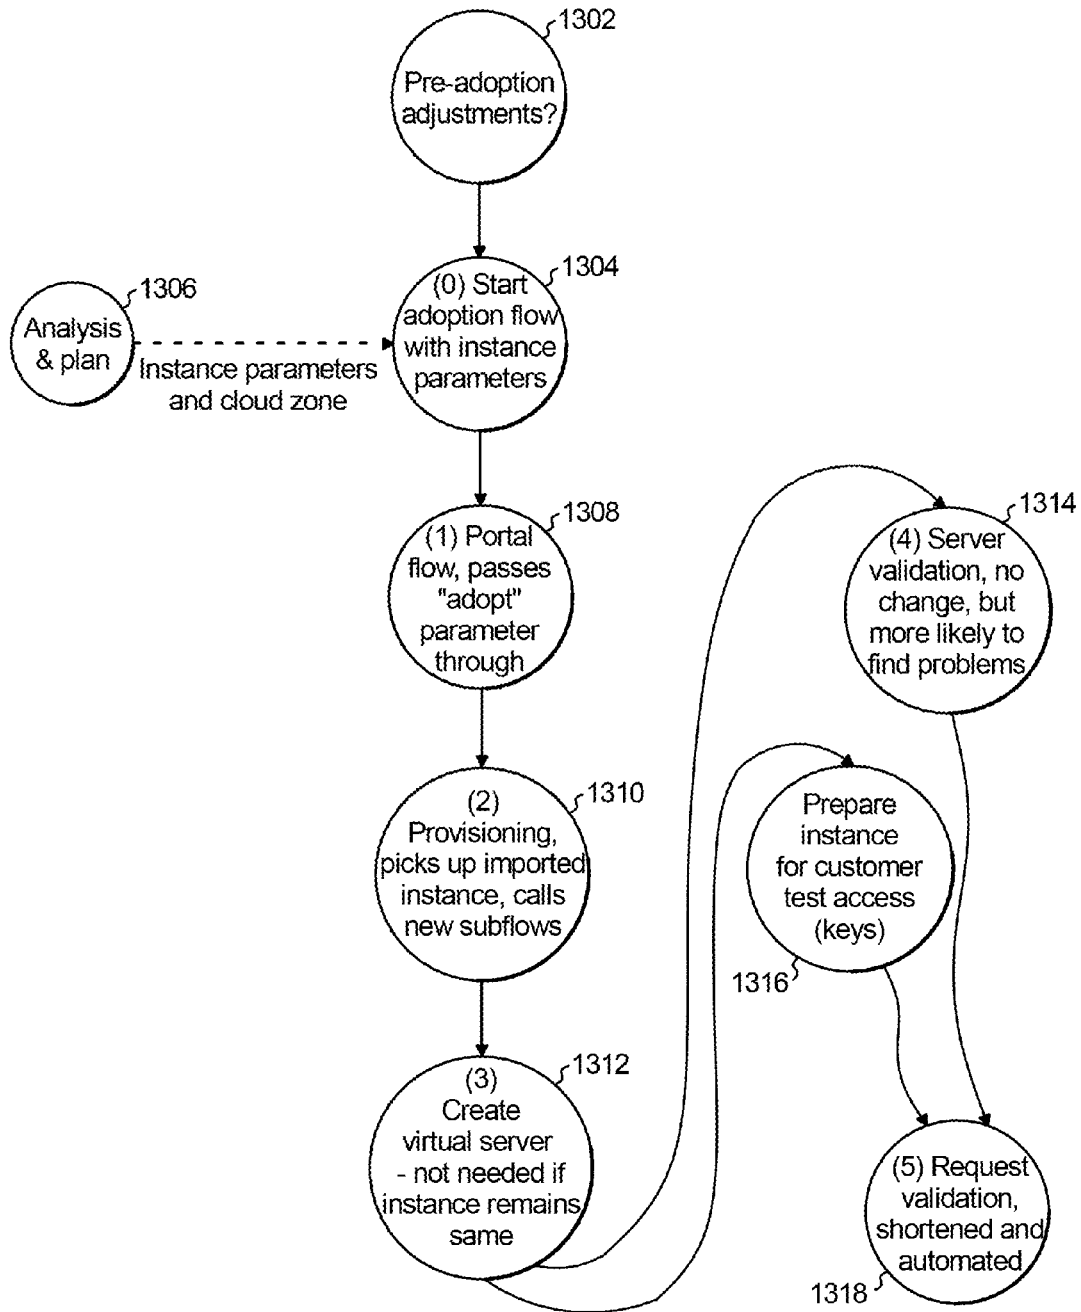 1302
Pre-adoption
adjustments?
1304
(0) Start
adoption flow
with instance
parameters
1306
Analysis
& plan
Instance parameters
and cloud zone
1308
(1) Portal
flow, passes
"adopt"
parameter
through
1310
(2)
Provisioning,
picks up imported
instance, calls
new subflows
1312
(3)
Create
virtual server
- not needed if
instance remains
same
1314
(4) Server
validation, no
change, but
more likely to
find problems
Prepare
instance
for customer
test access
(keys)
1316
(5) Request
validation,
shortened and
automated
1318